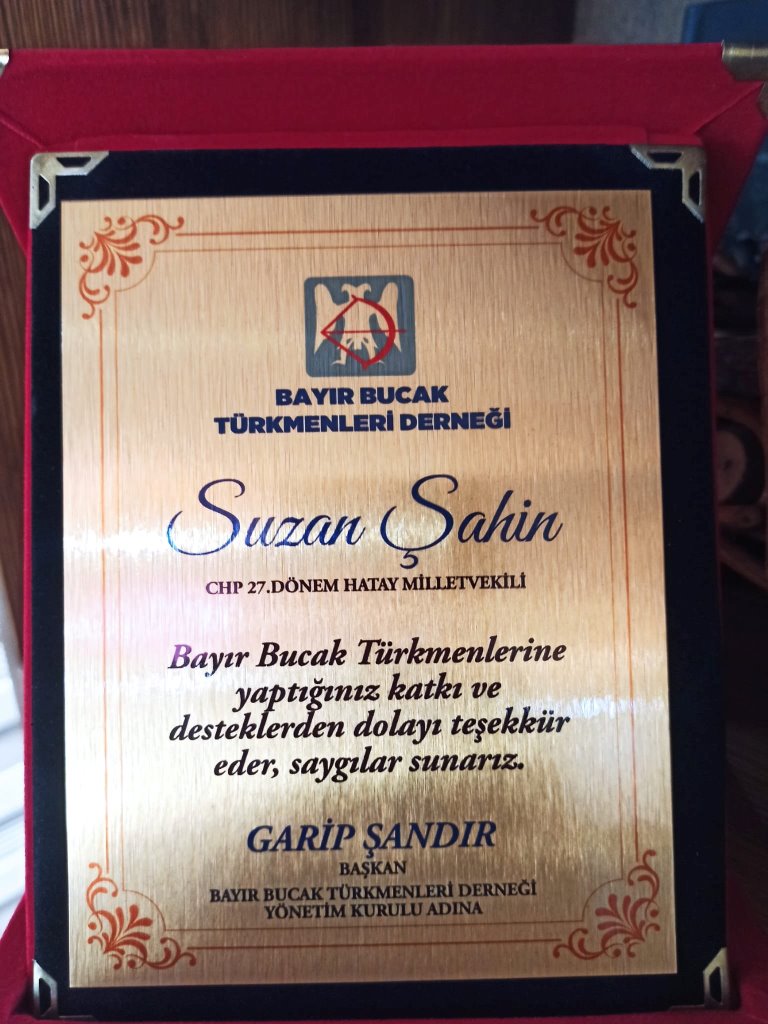 BAYIR BUCAK
TÜRKMENLERİ DERNEĞİ
Suzan Şahin
CHP 27.DÖNEM HATAY MİLLETVEKİLİ
Bayır Bucak Türkmenlerine
yaptığınız katkı ve
desteklerden dolayı teşekkür
eder, saygılar sunarız.
GARİP ŞANDIR
BAŞKAN
BAYIR BUCAK TÜRKMENLERİ DERNEĞİ
YÖNETİM KURULU ADINA